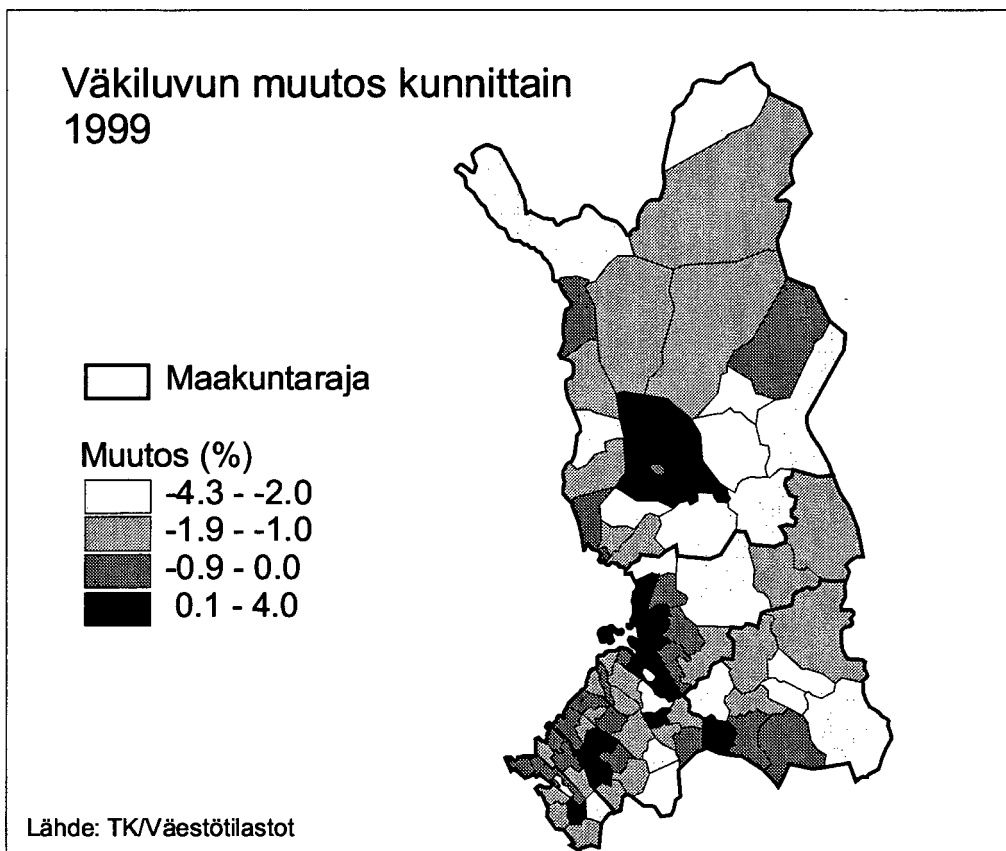 Väkiluvun muutos kunnittain
1999
Maakuntaraja
Muutos (%)
-4.3 - -2.0
-1.9 - -1.0
-0.9 - 0.0
0.1 - 4.0
Lähde: TK/Väestötilastot